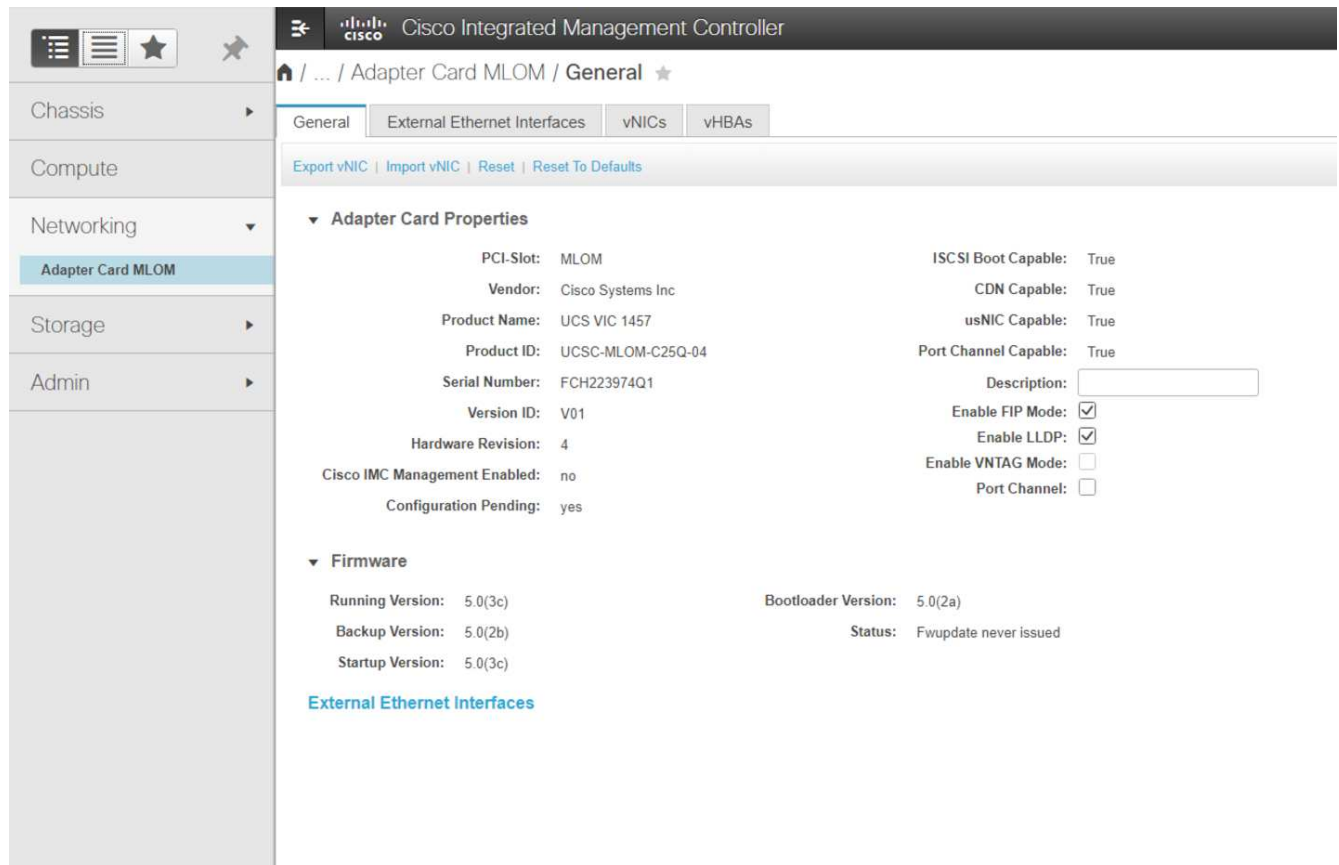 cisco Cisco Integrated Management Controller
/ ... / Adapter Card MLOM / General
Chassis
Compute
Networking
Adapter Card MLOM
Storage
Admin
General External Ethernet Interfaces vNICs vHBAs
Export vNIC | Import vNIC | Reset | Reset To Defaults
Adapter Card Properties
PCI-Slot: MLOM
Vendor: Cisco Systems Inc
Product Name: UCS VIC 1457
Product ID: UCSC-MLOM-C25Q-04
Serial Number: FCH223974Q1
Version ID: V01
Hardware Revision: 4
Cisco IMC Management Enabled: no
Configuration Pending: yes
ISCSI Boot Capable: True
CDN Capable: True
usNIC Capable: True
Port Channel Capable: True
Description:
Enable FIP Mode:
Enable LLDP:
Enable VNTAG Mode:
Port Channel:
Firmware
Running Version: 5.0(3c)
Backup Version: 5.0(2b)
Startup Version: 5.0(3c)
Bootloader Version: 5.0(2a)
Status: Fwupdate never issued
External Ethernet Interfaces